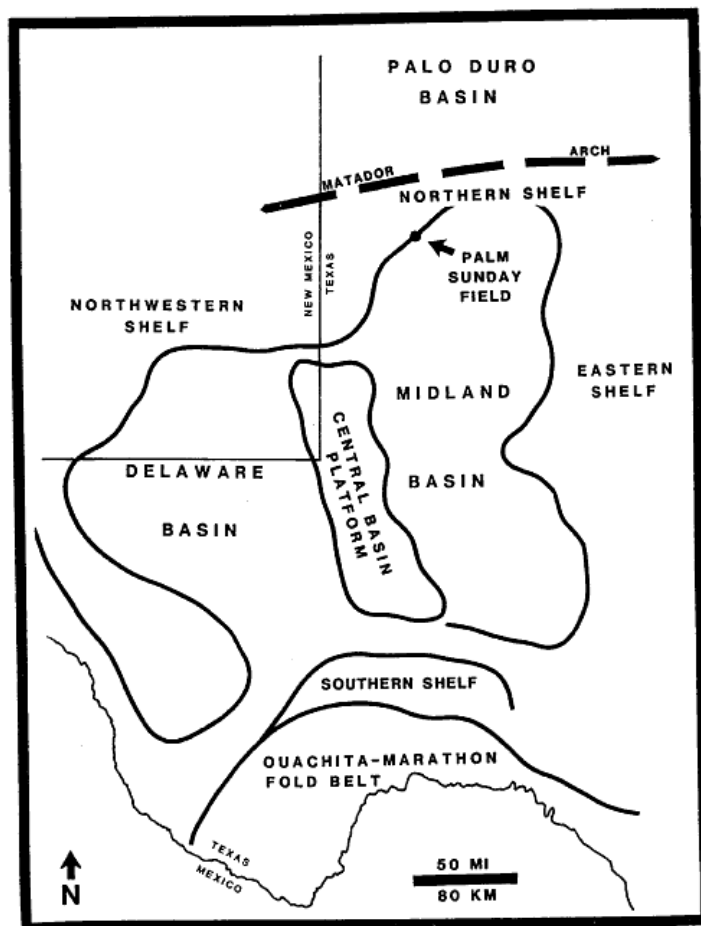 PALO DURO
BASIN
MATADOR
ARCH
NORTHERN SHELF
NEW MEXICO
TEXAS
PALM
SUNDAY
FIELD
NORTHWESTERN
SHELF
EASTERN
SHELF
MIDLAND
BASIN
CENTRAL BASIN
PLATFORM
DELAWARE
BASIN
SOUTHERN SHELF
OUACHITA-MARATHON
FOLD BELT
TEXAS
MEXICO
N
50 MI
80 KM